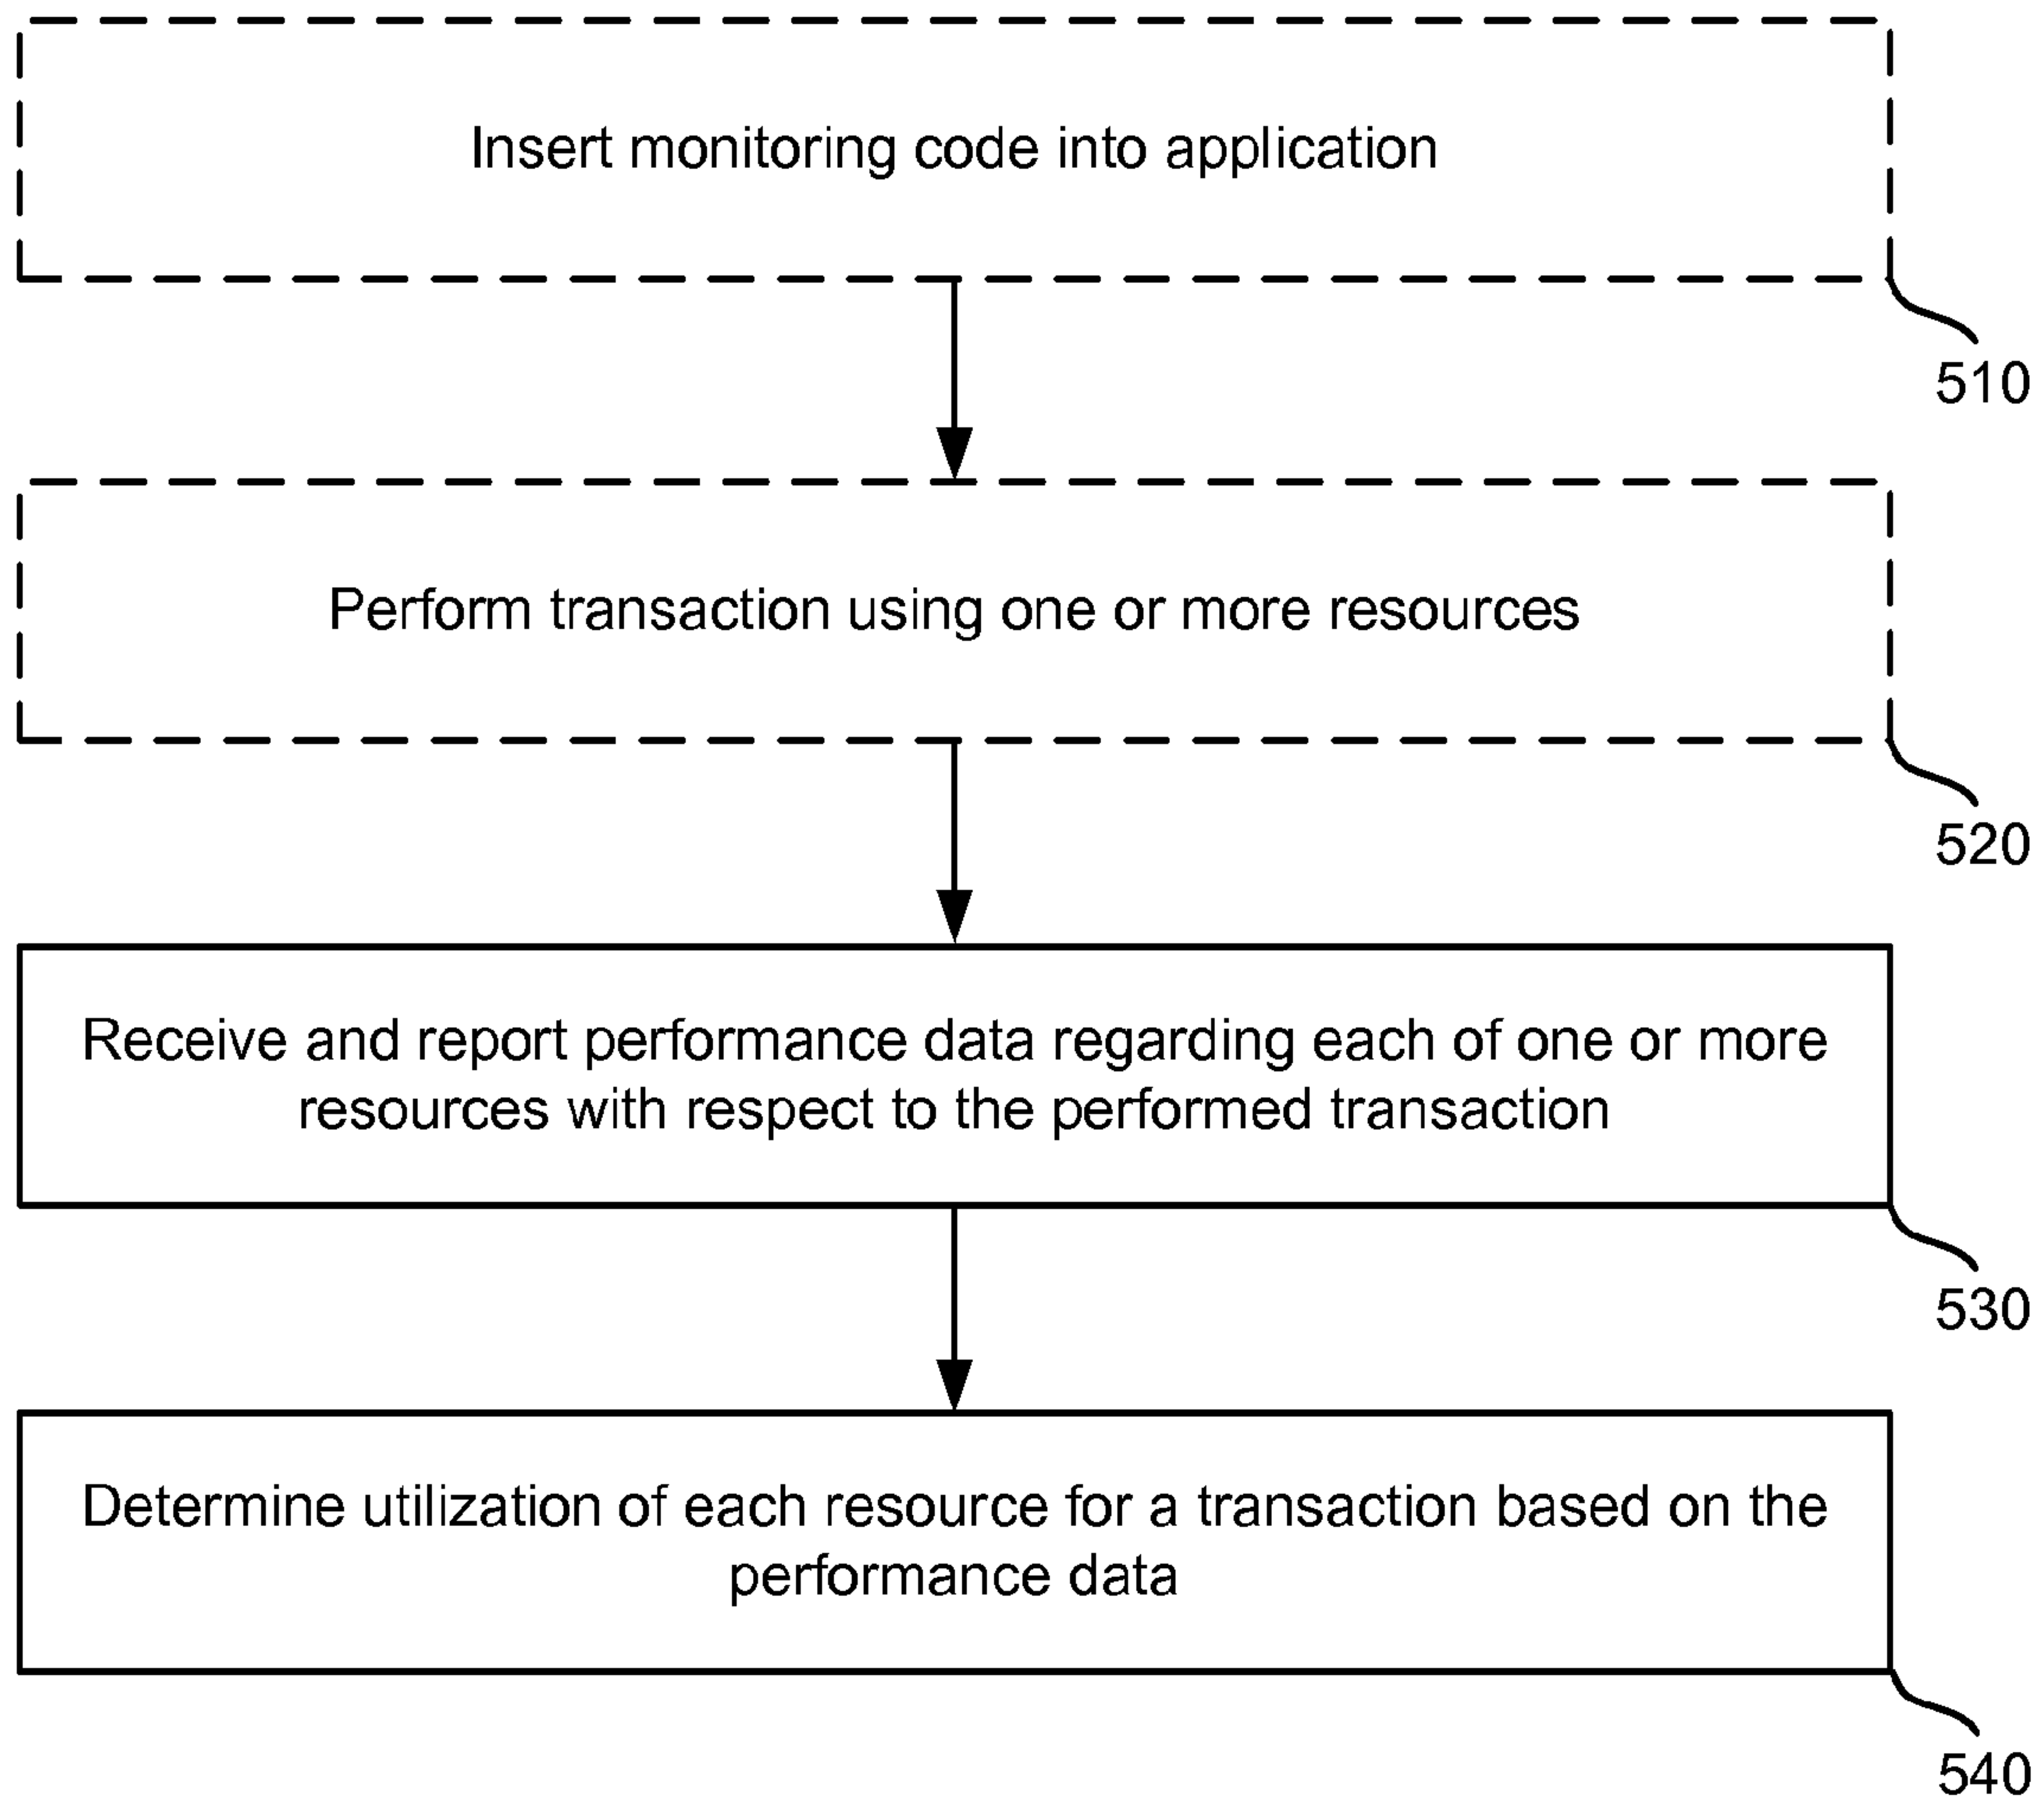 Insert monitoring code into application
510
Perform transaction using one or more resources
520
Receive and report performance data regarding each of one or more
resources with respect to the performed transaction
530
Determine utilization of each resource for a transaction based on the
performance data
540